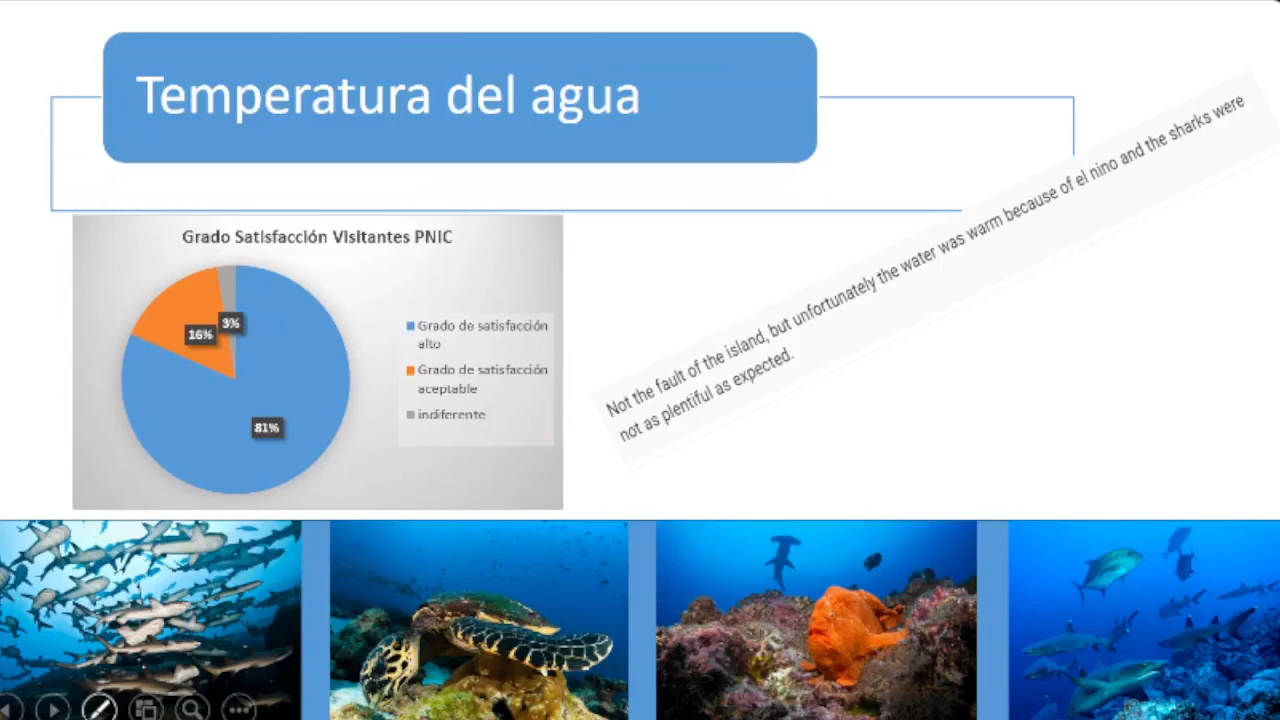 Temperatura del agua
Grado Satisfacción Visitantes PNIC
16%
3%
81%
Grado de satisfacción
alto
Grado de satisfacción
aceptable
indiferente
Not the fault of the island, but unfortunately the water was warm because of el nino and the sharks were
not as plentiful as expected.